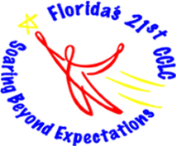 Florida's 21st CCLC
Soaring Beyond Expectations